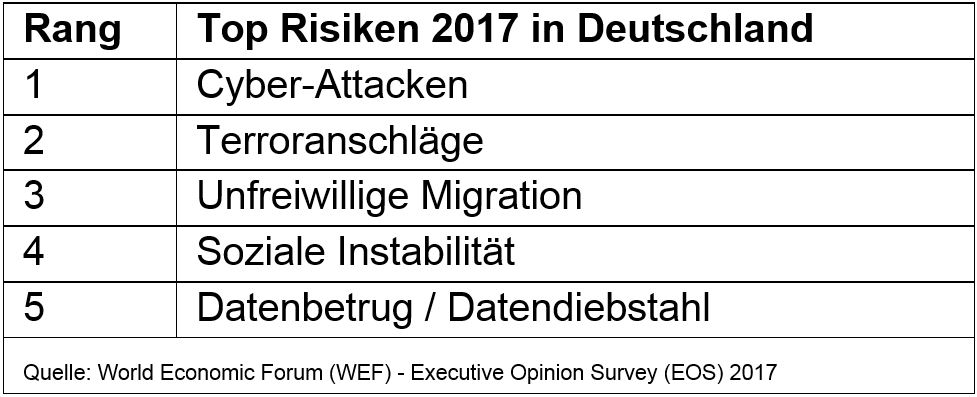 Rang Top Risiken 2017 in Deutschland
1 Cyber-Attacken
2 Terroranschläge
3 Unfreiwillige Migration
4 Soziale Instabilität
5 Datenbetrug / Datendiebstahl
Quelle: World Economic Forum (WEF) - Executive Opinion Survey (EOS) 2017